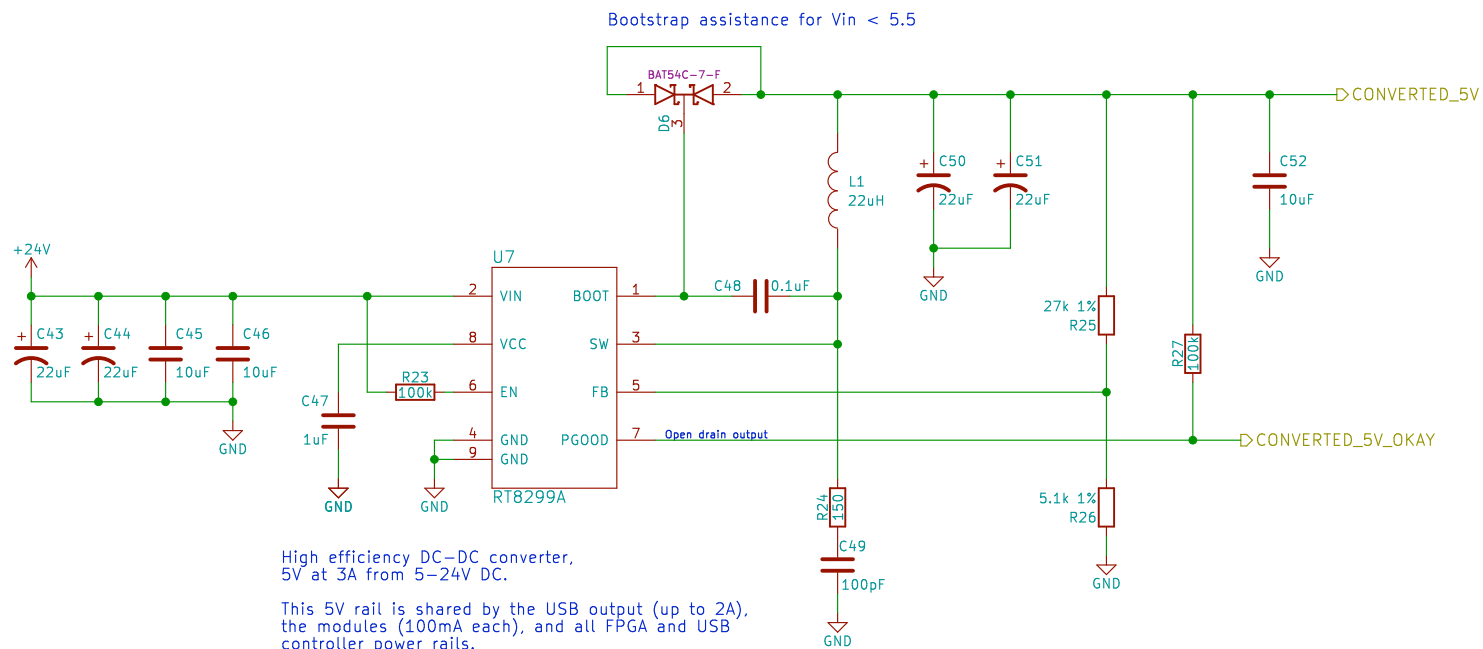 Bootstrap assistance for Vin < 5.5
BAT54C-7-F
1
2
D6
3
CONVERTED_5V
C50
22uF
C51
22uF
C52
10uF
GND
L1
22uH
GND
+24V
U7
C43
22uF
C44
22uF
C45
10uF
C46
10uF
GND
2
VIN
BOOT
1
C48
0.1uF
8
VCC
SW
3
R23
100k
6
EN
FB
5
C47
1uF
GND
4
GND
PGOOD
7
9
GND
GND
RT8299A
Open drain output
27k 1%
R25
R27
100k
CONVERTED_5V_OKAY
R24
150
5.1k 1%
R26
GND
C49
100pF
GND
High efficiency DC-DC converter,
5V at 3A from 5-24V DC.
This 5V rail is shared by the USB output (up to 2A),
the modules (100mA each), and all FPGA and USB
controller power rails.